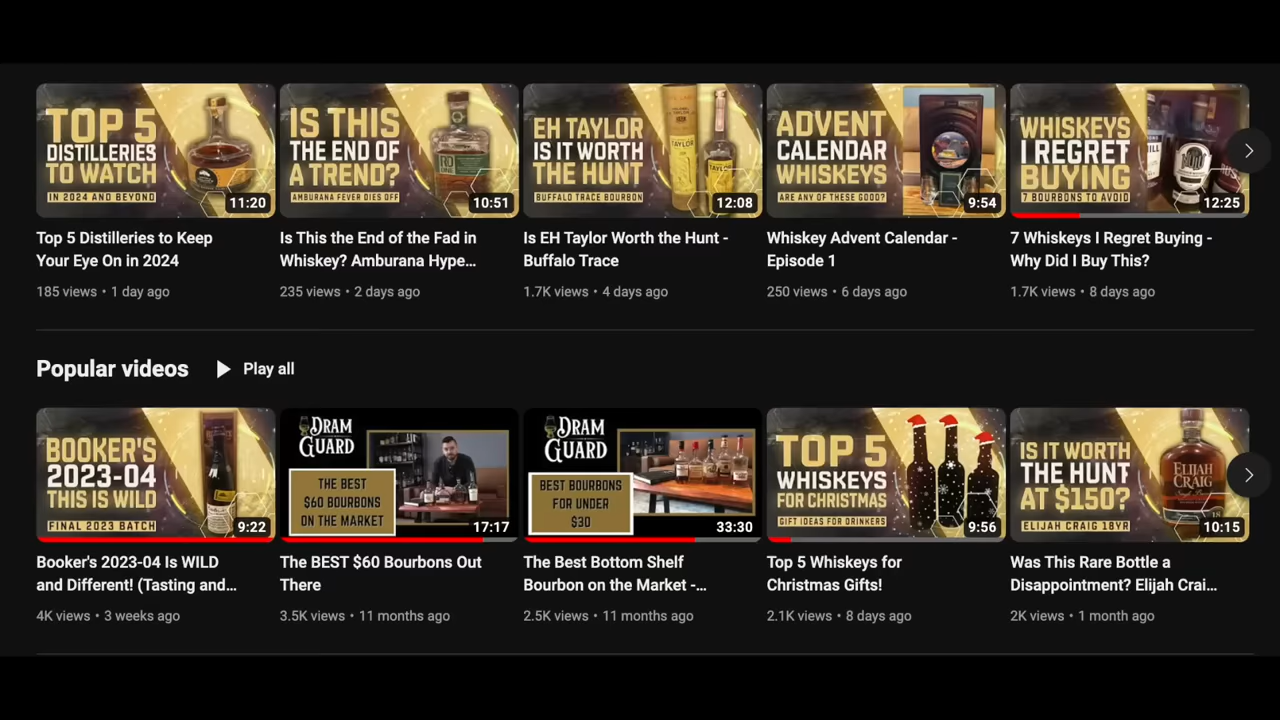 TOP 5
DISTILLERIES
TO WATCH
IN 2024 AND BEYOND
11:20
IS THIS
THE END OF
A TREND?
AMBURANA FEVER DIES OFF
10:51
EH TAYLOR
IS IT WORTH
THE HUNT
BUFFALO TRACE BOURBON
TAYLOR
12:08
ADVENT
CALENDAR
WHISKEYS
ARE ANY OF THESE GOOD?
9:54
WHISKEYS
I REGRET
BUYING
7 BOURBONS TO AVOID
12:25
Top 5 Distilleries to Keep
Your Eye On in 2024
185 views • 1 day ago
Is This the End of the Fad in
Whiskey? Amburana Hype...
235 views • 2 days ago
Is EH Taylor Worth the Hunt -
Buffalo Trace
1.7K views • 4 days ago
Whiskey Advent Calendar -
Episode 1
250 views • 6 days ago
7 Whiskeys I Regret Buying -
Why Did I Buy This?
1.7K views • 8 days ago
Popular videos
Play all
BOOKER'S
2023-04
THIS IS WILD
FINAL 2023 BATCH
9:22
DRAM
GUARD
THE BEST
$60 BOURBONS
ON THE MARKET
17:17
DRAM
GUARD
BEST BOURBONS
FOR UNDER
$30
33:30
TOP 5
WHISKEYS
FOR CHRISTMAS
GIFT IDEAS FOR DRINKERS
9:56
IS IT WORTH
THE HUNT
AT $150?
ELIJAH CRAIG 18YR
ELIJAH
CRAIG
18
10:15
Booker's 2023-04 Is WILD
and Different! (Tasting and...
4K views • 3 weeks ago
The BEST $60 Bourbons Out
There
3.5K views • 11 months ago
The Best Bottom Shelf
Bourbon on the Market -...
2.5K views • 11 months ago
Top 5 Whiskeys for
Christmas Gifts!
2.1K views • 8 days ago
Was This Rare Bottle a
Disappointment? Elijah Crai...
2K views • 1 month ago